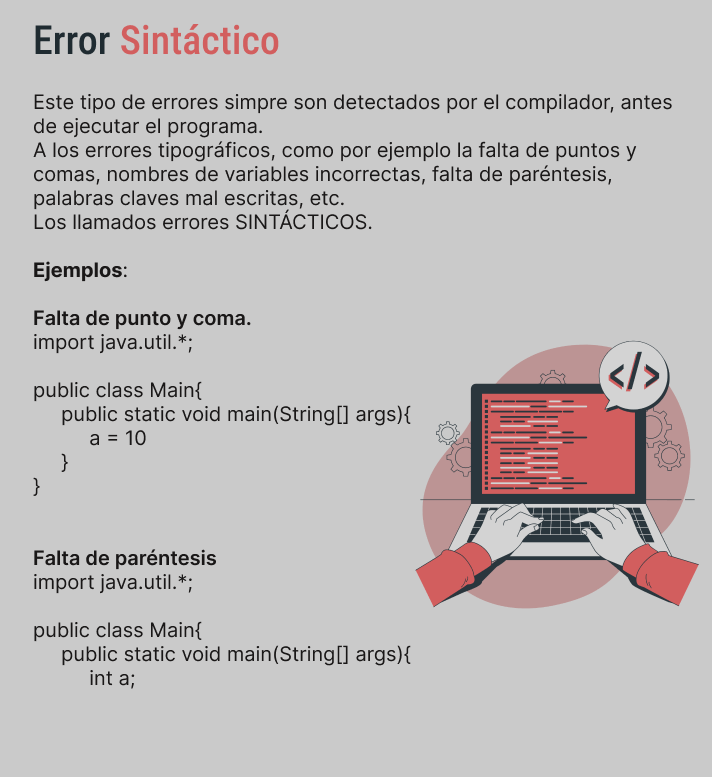 Error Sintáctico
Este tipo de errores simpre son detectados por el compilador, antes
de ejecutar el programa.
A los errores tipográficos, como por ejemplo la falta de puntos y
comas, nombres de variables incorrectas, falta de paréntesis,
palabras claves mal escritas, etc.
Los llamados errores SINTÁCTICOS.
Ejemplos:
Falta de punto y coma.
import java.util.*;
public class Main{
public static void main(String[] args){
a = 10
}
}
</>
Falta de paréntesis
import java.util.*;
public class Main{
public static void main(String[] args){
int a;